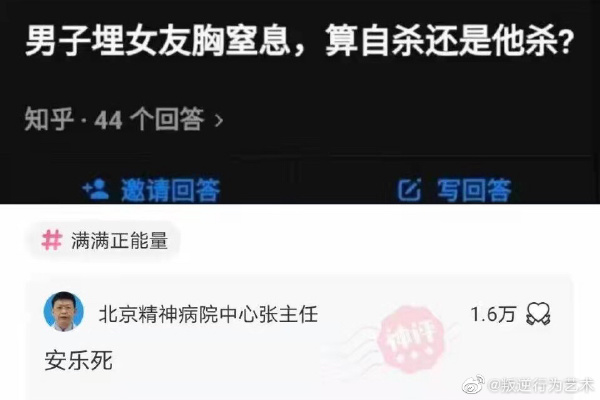 男子埋女友胸窒息，算自杀还是他杀?
知乎 · 44 个回答 >
邀请回答
写回答
# 满满正能量
北京精神病院中心张主任
1.6万
安乐死
神评
@叛逆行为艺术